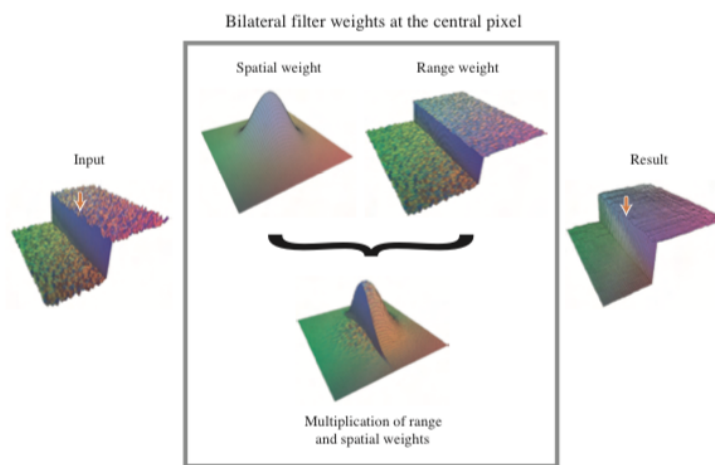 Bilateral filter weights at the central pixel
Spatial weight
Range weight
Input
Result
Multiplication of range
and spatial weights